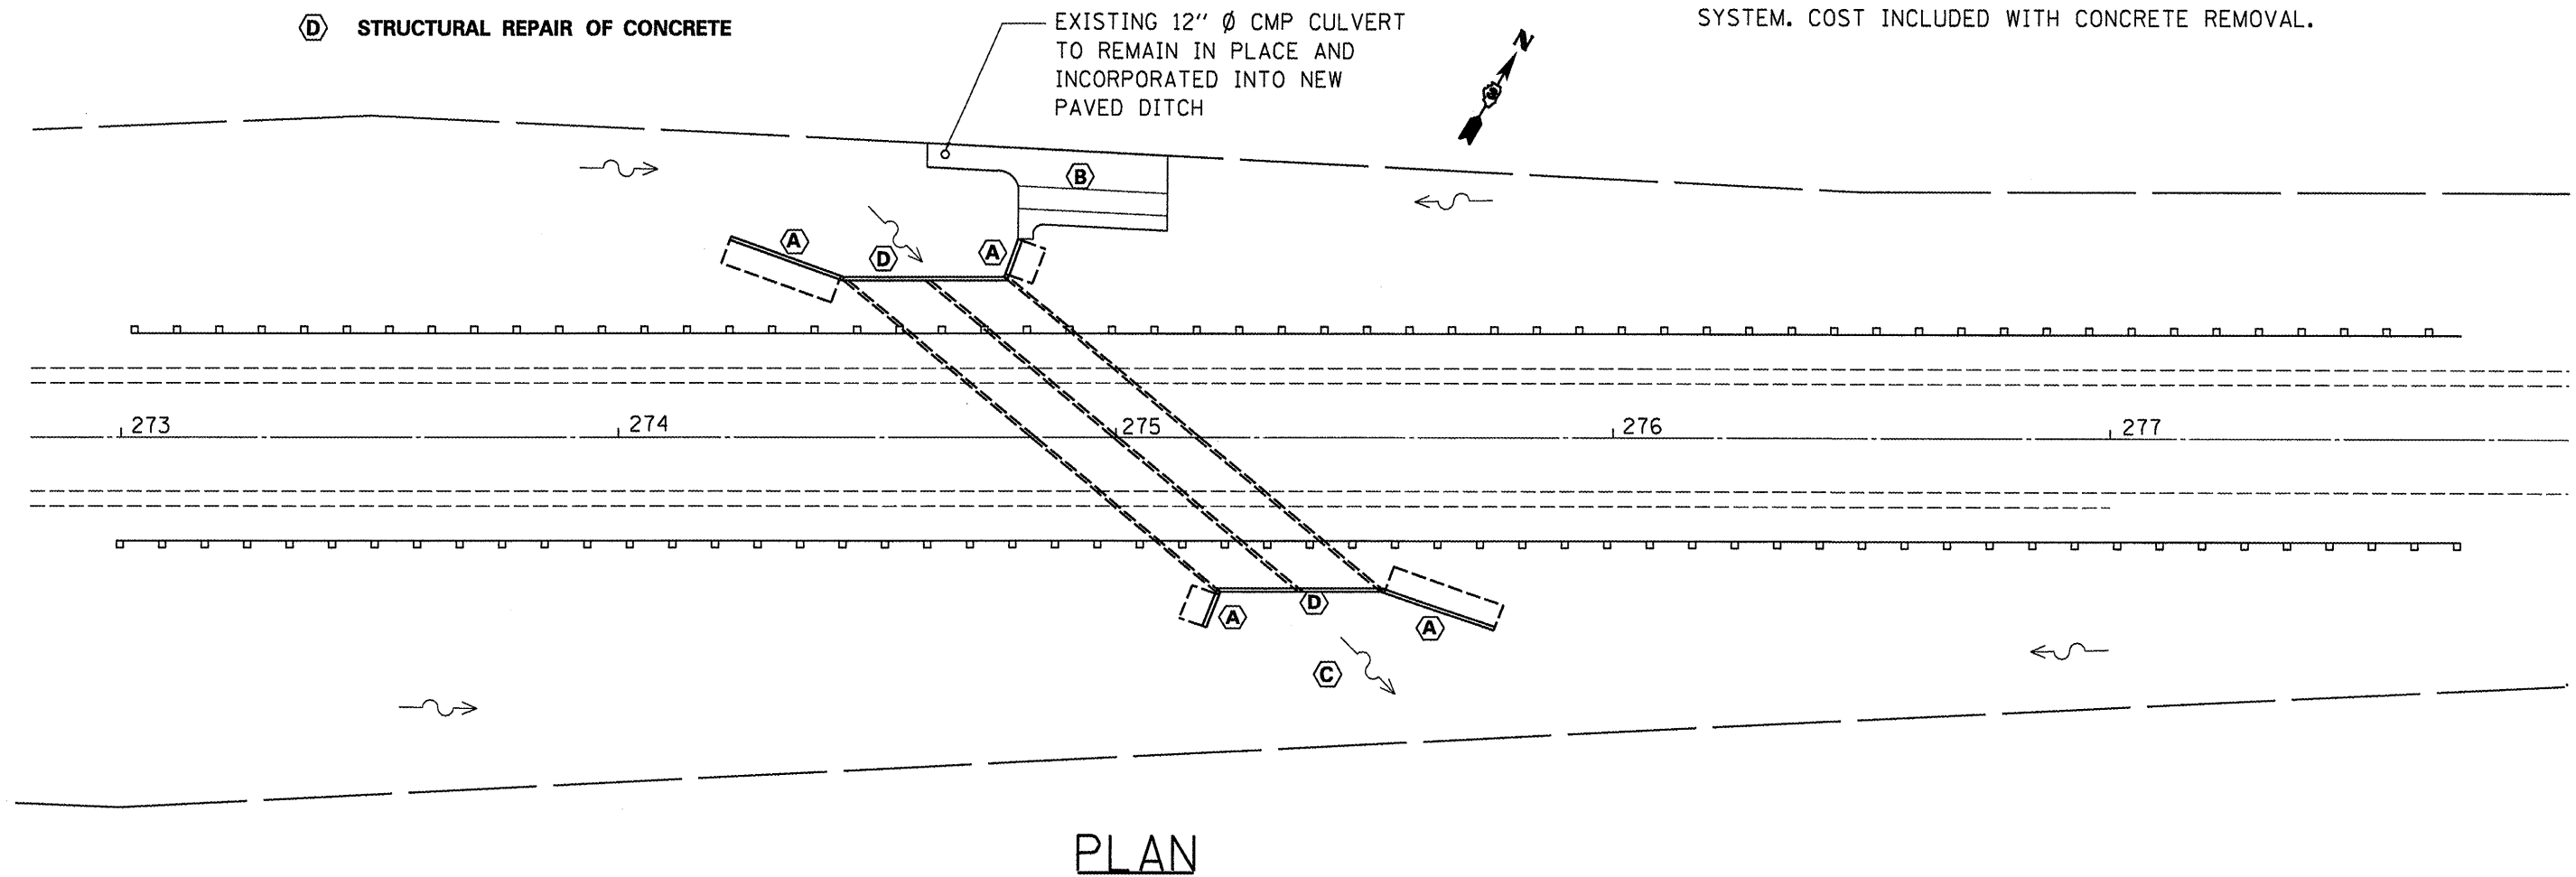 D STRUCTURAL REPAIR OF CONCRETE
EXISTING 12" Ø CMP CULVERT
TO REMAIN IN PLACE AND
INCORPORATED INTO NEW
PAVED DITCH
SYSTEM. COST INCLUDED WITH CONCRETE REMOVAL.
N
B
A
D
A
273
274
275
276
277
A
D
A
C
PLAN